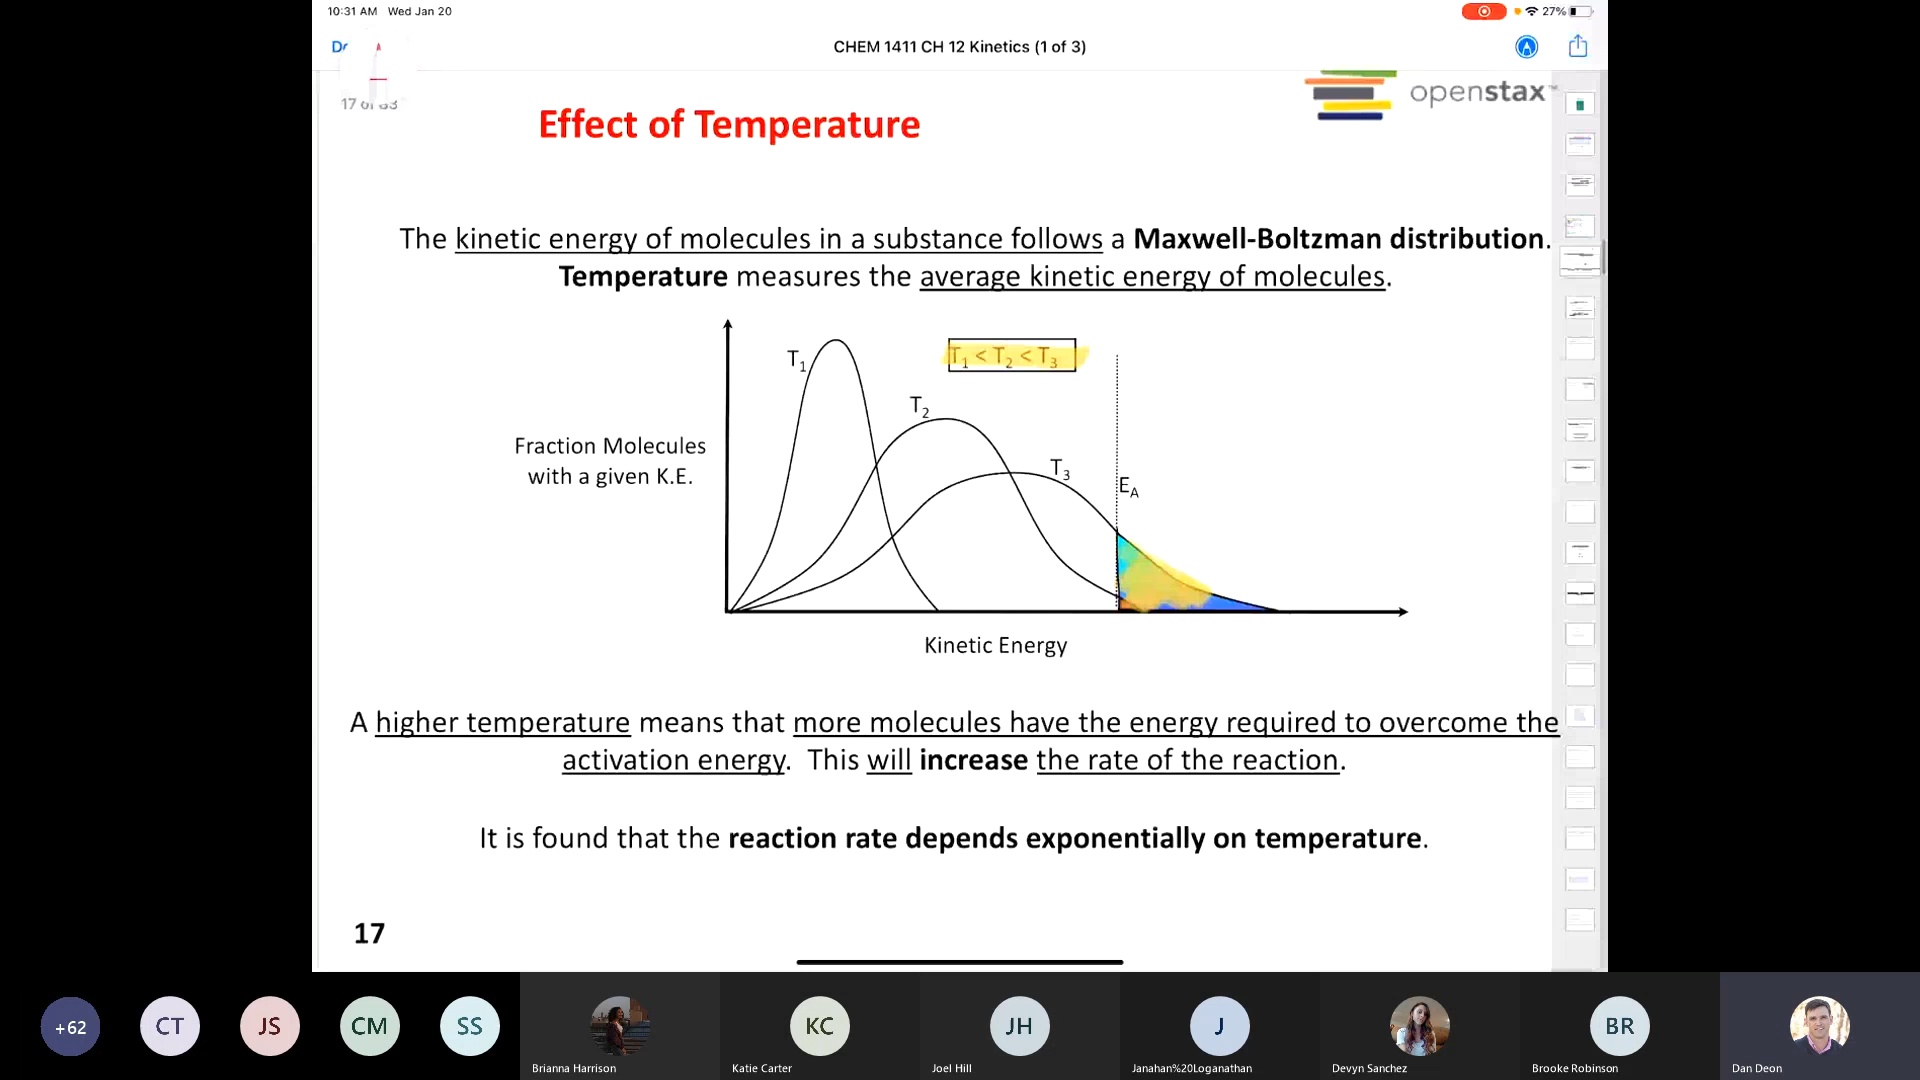 10:31 AM Wed Jan 20
27%
CHEM 1411 CH 12 Kinetics (1 of 3)
openstax™
Effect of Temperature
The kinetic energy of molecules in a substance follows a Maxwell-Boltzman distribution.
Temperature measures the average kinetic energy of molecules.
T1
T1 < T2 < T3
T2
Fraction Molecules
with a given K.E.
T3
EA
Kinetic Energy
A higher temperature means that more molecules have the energy required to overcome the
activation energy. This will increase the rate of the reaction.
It is found that the reaction rate depends exponentially on temperature.
17
+62
CT
JS
CM
SS
KC
JH
J
BR
Brianna Harrison
Katie Carter
Joel Hill
Janahan%20Loganathan
Devyn Sanchez
Brooke Robinson
Dan Deon